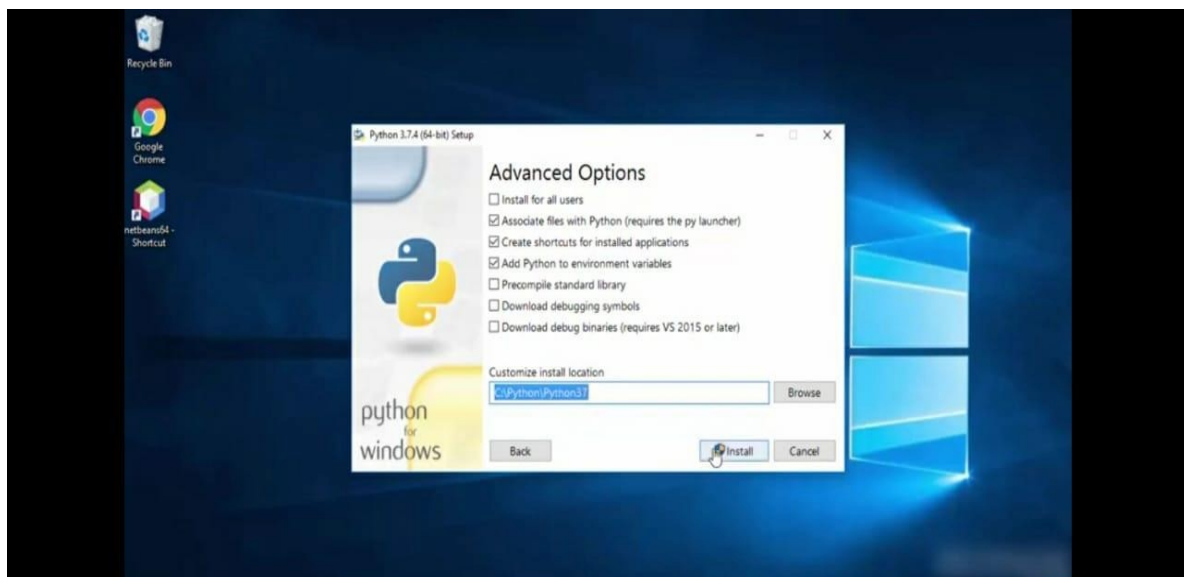 Recycle Bin
Google
Chrome
netbeans64 -
Shortcut
Python 3.7.4 (64-bit) Setup
Advanced Options
Install for all users
Associate files with Python (requires the py launcher)
Create shortcuts for installed applications
Add Python to environment variables
Precompile standard library
Download debugging symbols
Download debug binaries (requires VS 2015 or later)
Customize install location
C:\Python\Python37
Browse
python
for
windows
Back
Install
Cancel